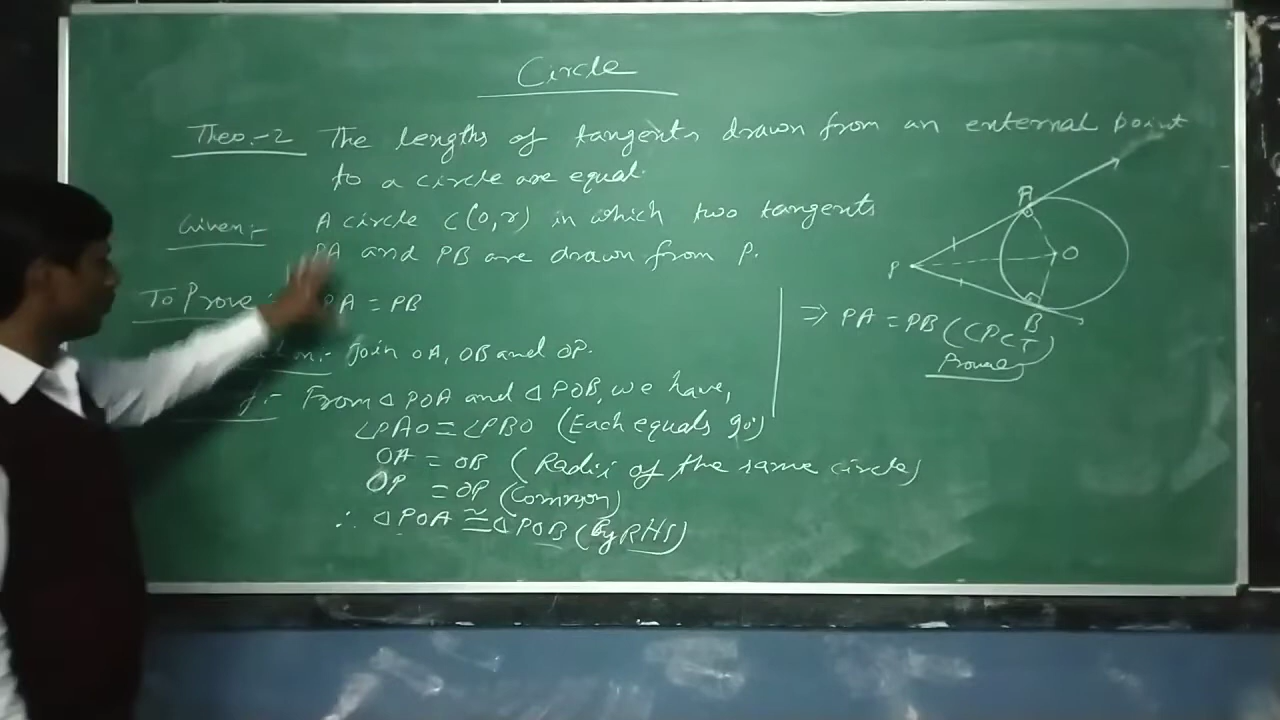 Circle
Theo.-2 The lengths of tangents drawn from an external point
to a circle are equal.
Given:- A circle C(O,r) in which two tangents
PA and PB are drawn from P.
To Prove :- PA = PB
Join OA, OB and OP.
From △POA and △POB, we have,
∠PAO = ∠PBO (Each equals 90°)
OA = OB (Radii of the same circle)
OP = OP (Common)
∴ △POA ≅ △POB (By RHS)
⇒ PA = PB (CPCT)
Proved
A
P
O
B